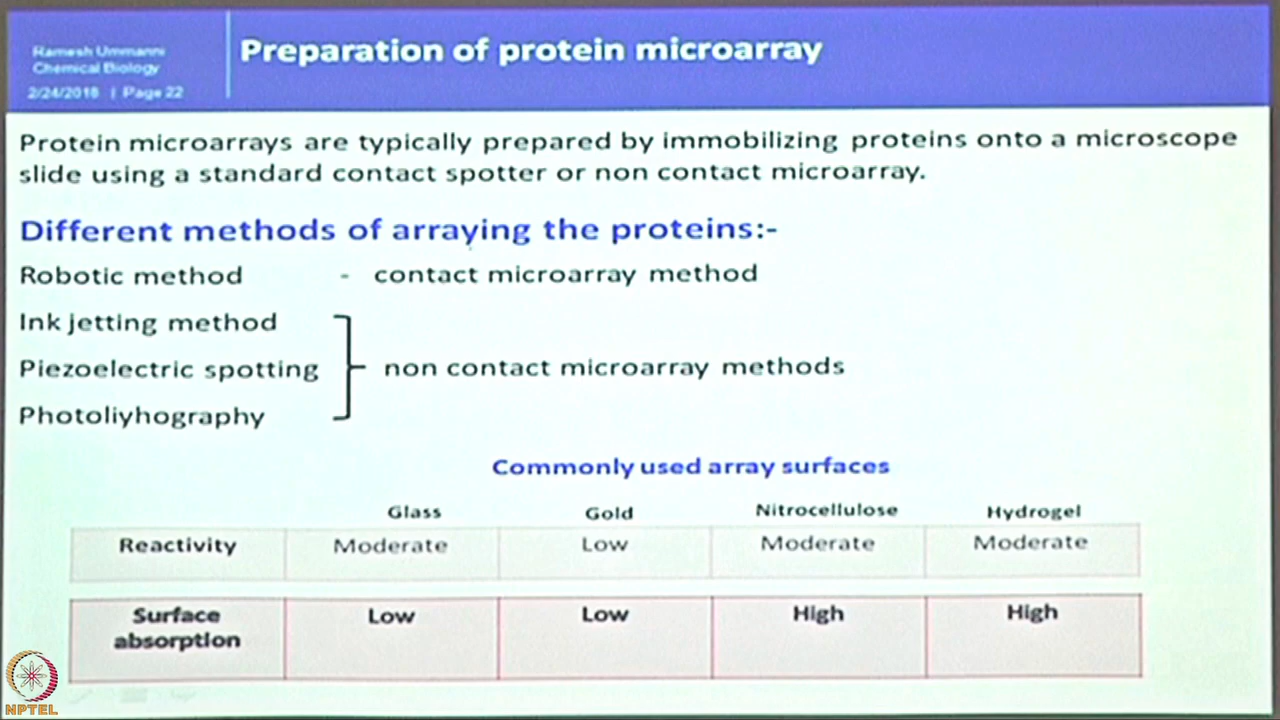 Ramesh Ummanni
Chemical Biology
2/24/2018 | Page 22
Preparation of protein microarray
Protein microarrays are typically prepared by immobilizing proteins onto a microscope
slide using a standard contact spotter or non contact microarray.
Different methods of arraying the proteins:-
Robotic method - contact microarray method
Ink jetting method
Piezoelectric spotting non contact microarray methods
Photoliyhography
Commonly used array surfaces
Glass Gold Nitrocellulose Hydrogel
Reactivity Moderate Low Moderate Moderate
Surface
absorption Low Low High High
NPTEL